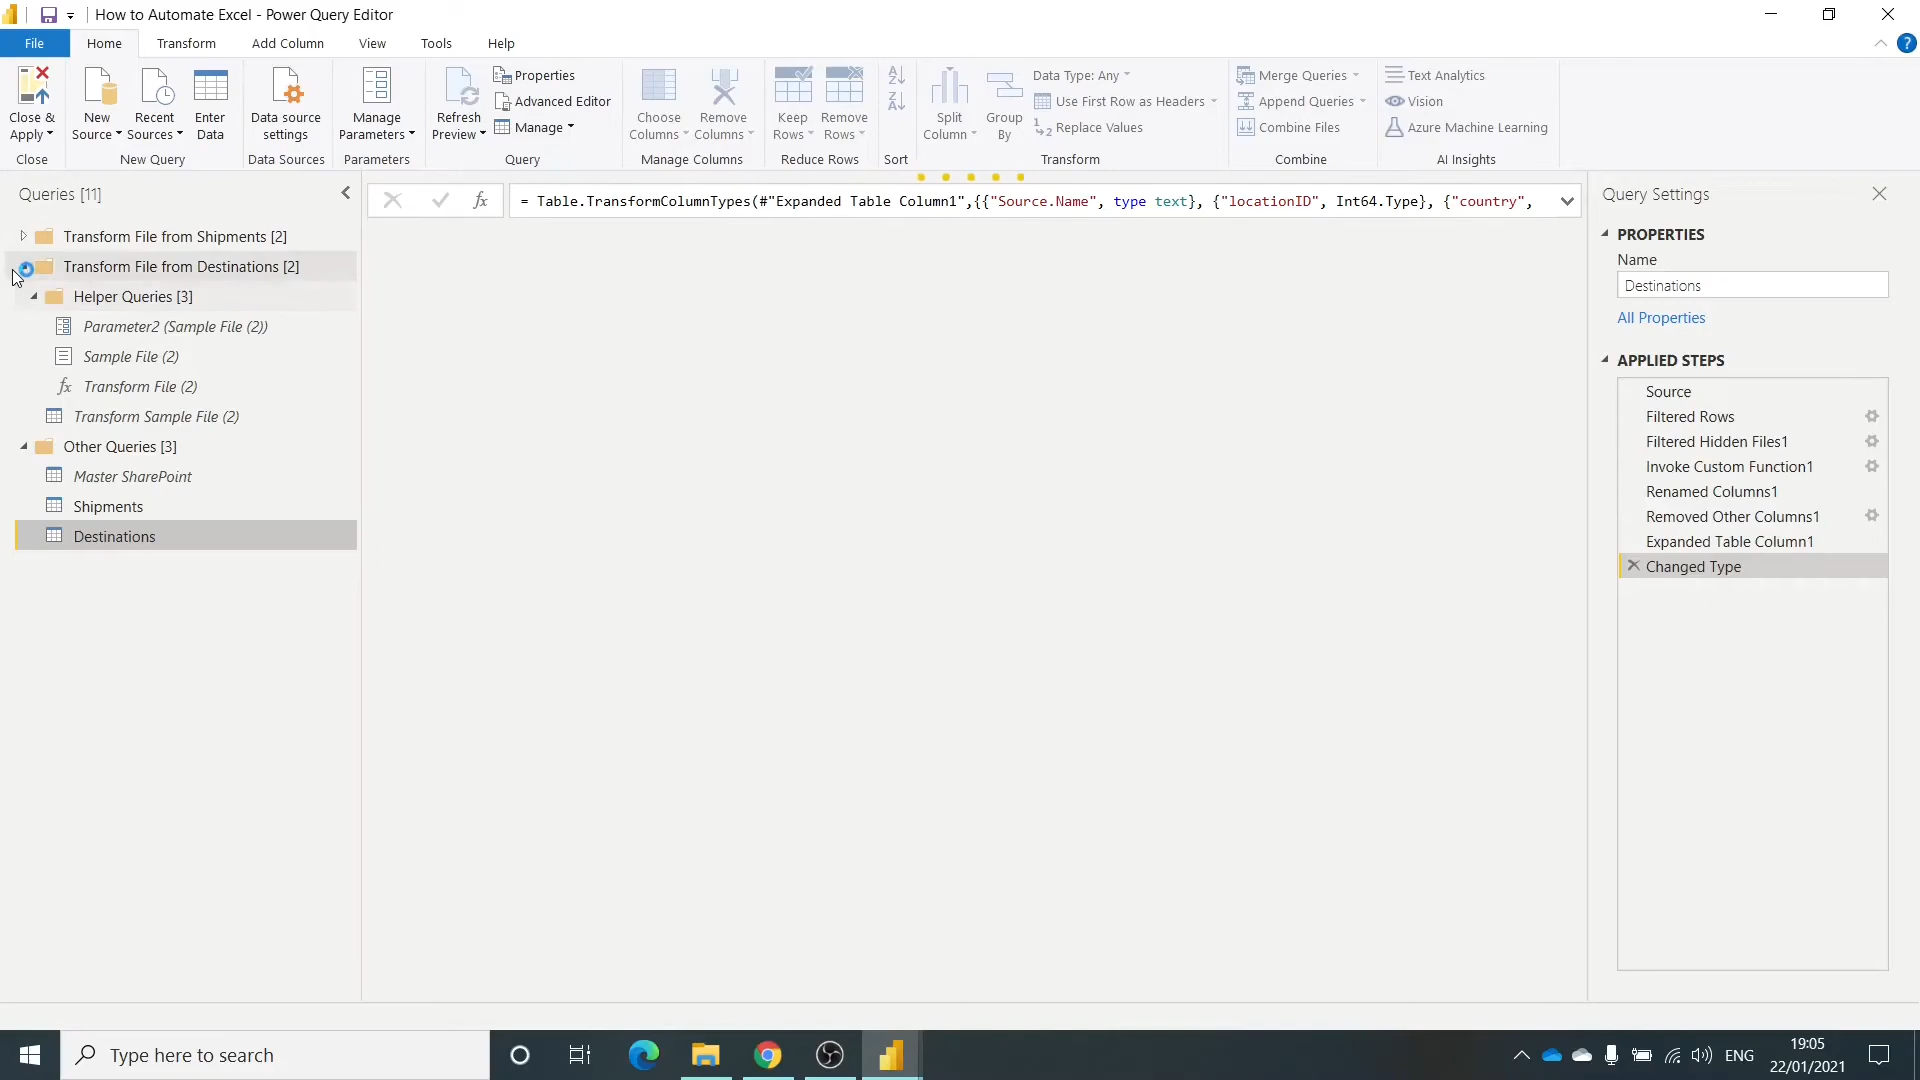 How to Automate Excel - Power Query Editor
File Home Transform Add Column View Tools Help
Close & Apply
New Source
Recent Sources
Enter Data
Data source settings
Manage Parameters
Refresh Preview
Properties
Advanced Editor
Manage
Choose Columns
Remove Columns
Keep Rows
Remove Rows
Split Column
Group By
Data Type: Any
Use First Row as Headers
Replace Values
Merge Queries
Append Queries
Combine Files
Text Analytics
Vision
Azure Machine Learning
Close New Query Data Sources Parameters Query Manage Columns Reduce Rows Sort Transform Combine AI Insights
Queries [11]
Transform File from Shipments [2]
Transform File from Destinations [2]
Helper Queries [3]
Parameter2 (Sample File (2))
Sample File (2)
fx Transform File (2)
Transform Sample File (2)
Other Queries [3]
Master SharePoint
Shipments
Destinations
fx = Table.TransformColumnTypes(#"Expanded Table Column1",{{"Source.Name", type text}, {"locationID", Int64.Type}, {"country",
Query Settings
PROPERTIES
Name
Destinations
All Properties
APPLIED STEPS
Source
Filtered Rows
Filtered Hidden Files1
Invoke Custom Function1
Renamed Columns1
Removed Other Columns1
Expanded Table Column1
Changed Type
Type here to search
ENG
19:05
22/01/2021